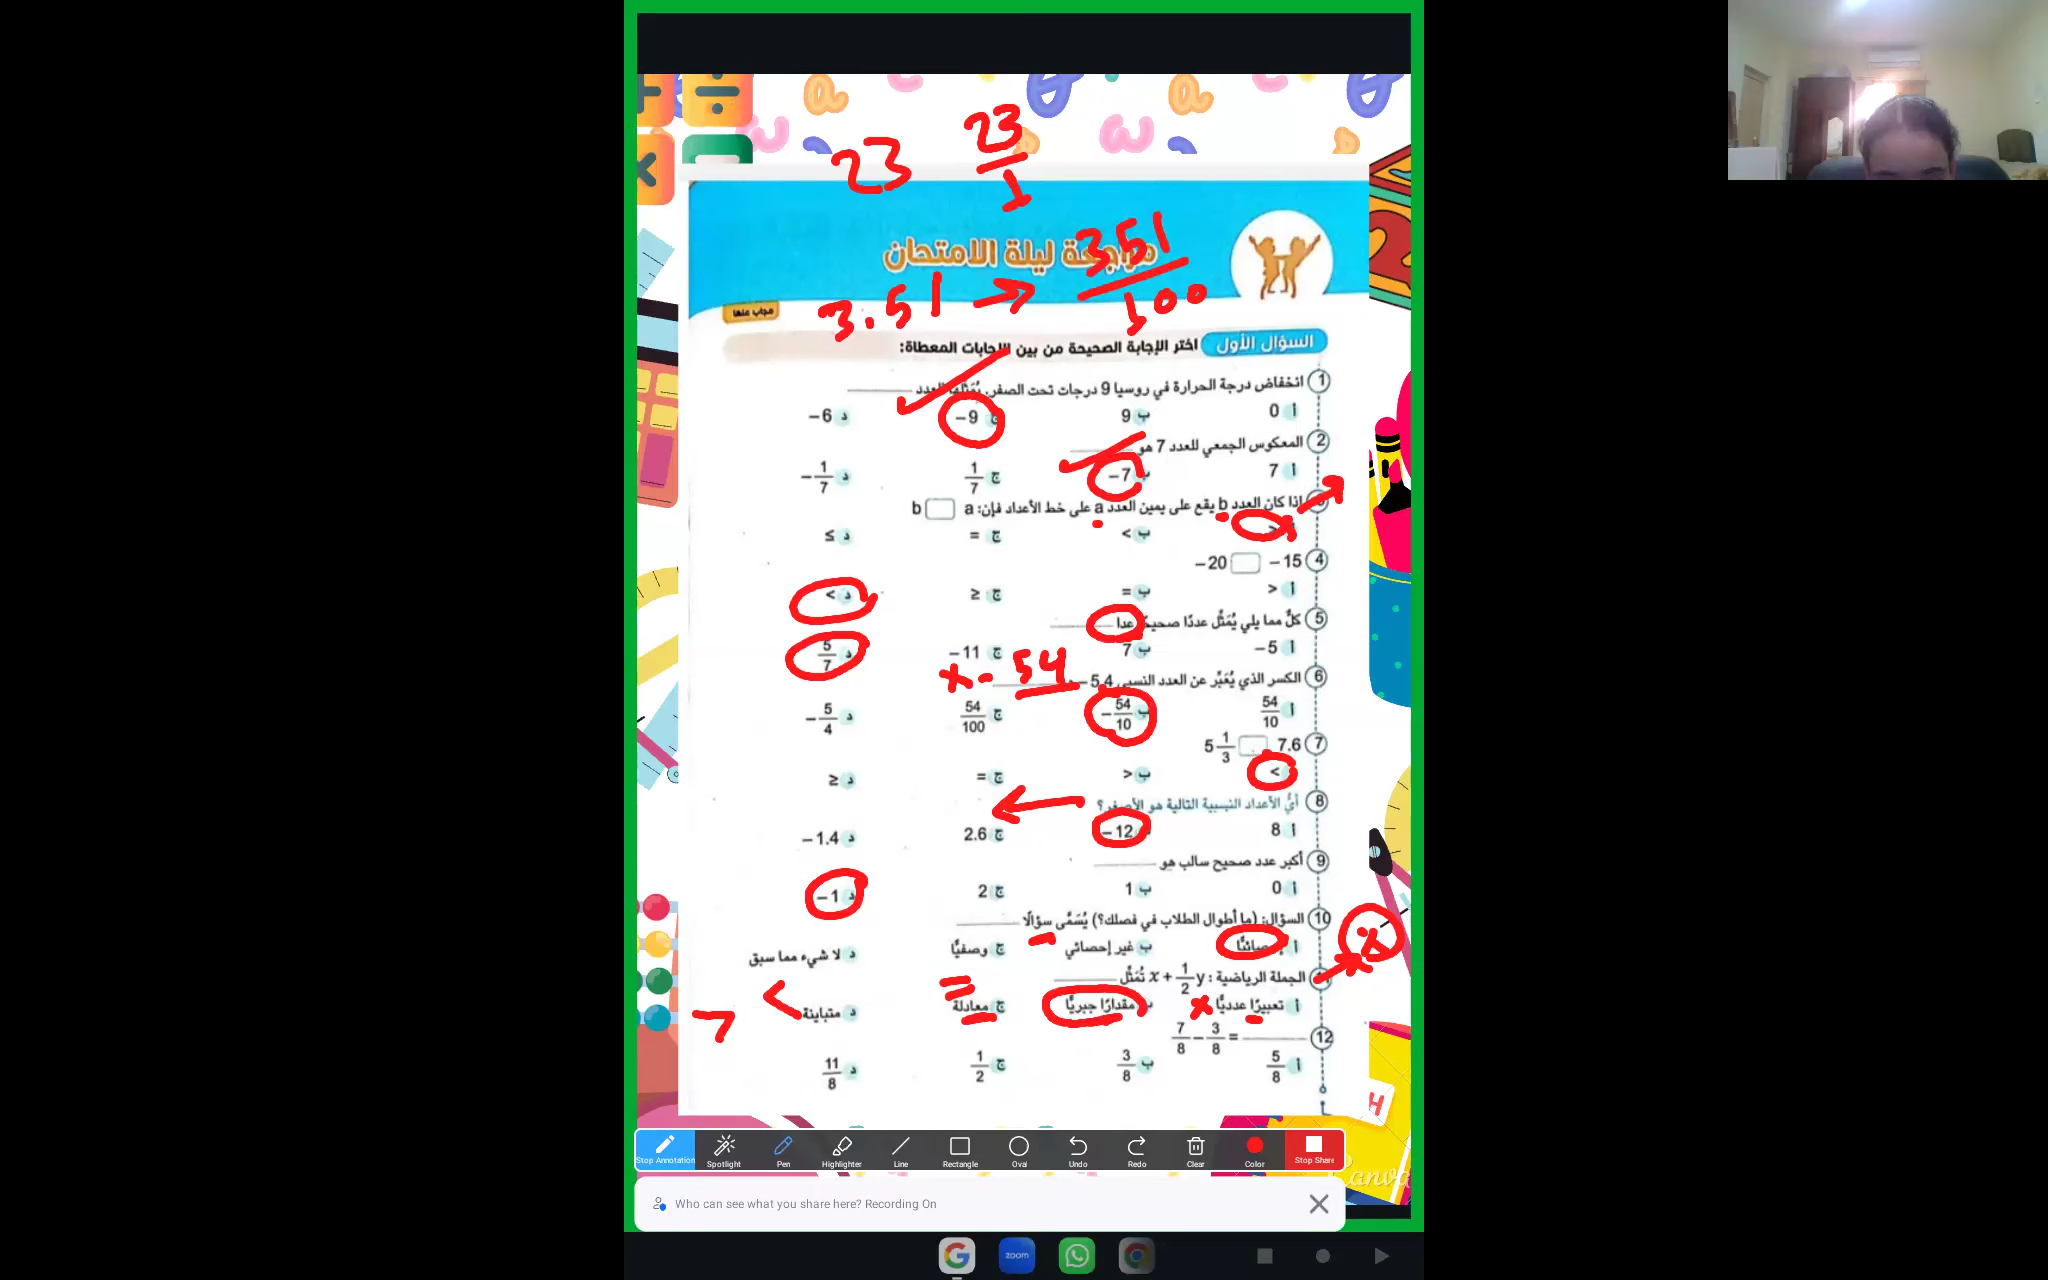 23
23
1
مراجعة ليلة الامتحان
351
100
3.51 →
مجاب عنها
السؤال الأول اختر الإجابة الصحيحة من بين الإجابات المعطاة:
1 انخفاض درجة الحرارة في روسيا 9 درجات تحت الصفر. يُمَثِّلها العدد
أ 0 ب 9 ج −9 د −6
2 المعكوس الجمعي للعدد 7 هو
أ 7 ب −7 ج 1/7 د −1/7
إذا كان العدد b يقع على يمين العدد a على خط الأعداد فإن: a □ b
ب < ج = د ≤
4 −15 □ −20
أ > ب = ج ≤ د <
5 كلٌّ مما يلي يُمَثِّل عددًا صحيحًا عدا
أ −5 ب 7 ج −11 د 5/7
x - 54
6 الكسر الذي يُعَبِّر عن العدد النسبي −5.4
أ 54/10 ب −54/10 ج 54/100 د −5/4
7 7.6 □ 5 1/3
< ب > ج = د ≤
8 أيُّ الأعداد النسبية التالية هو الأصغر؟
أ 8 ب −12 ج 2.6 د −1.4
9 أكبر عدد صحيح سالب هو
أ 0 ب 1 ج 2 د −1
10 السؤال: (ما أطوال الطلاب في فصلك؟) يُسَمَّى سؤالًا
أ إحصائيًّا ب غير إحصائي ج وصفيًّا د لا شيء مما سبق
الجملة الرياضية: x + 1/2 y تُمَثِّل
أ تعبيرًا عدديًّا ب مقدارًا جبريًّا ج معادلة د متباينة
12 7/8 − 3/8 =
أ 5/8 ب 3/8 ج 1/2 د 11/8
H
Canva
Stop Annotation Spotlight Pen Highlighter Line Rectangle Oval Undo Redo Clear Color Stop Share
Who can see what you share here? Recording On
zoom